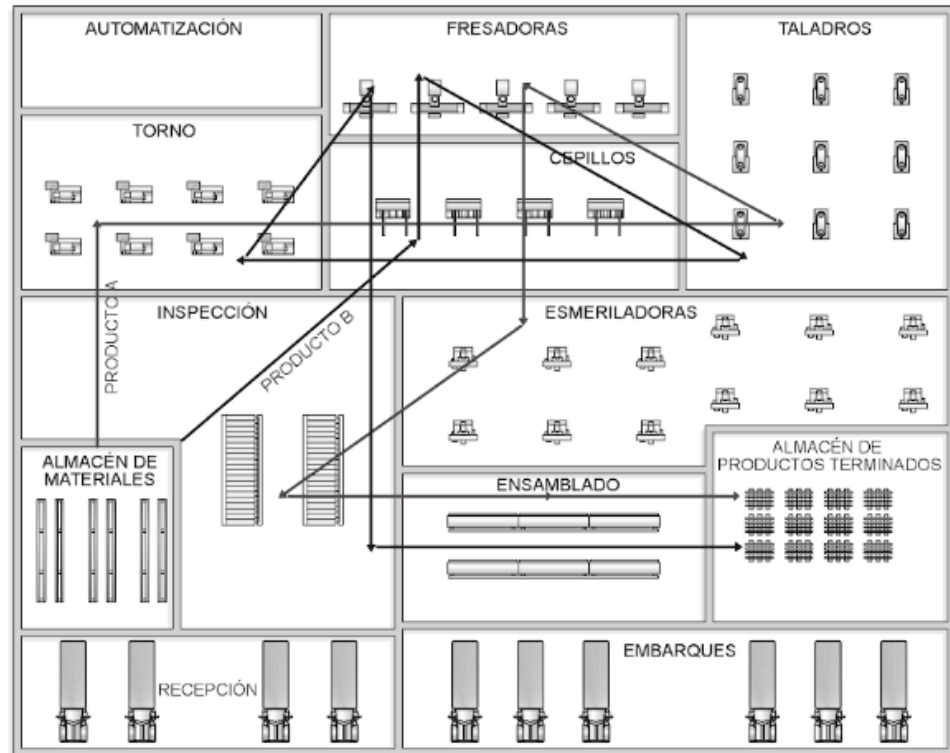 AUTOMATIZACIÓN
FRESADORAS
TALADROS
TORNO
CEPILLOS
INSPECCIÓN
ESMERILADORAS
PRODUCTO A
PRODUCTO B
ALMACÉN DE
MATERIALES
ALMACÉN DE
PRODUCTOS TERMINADOS
ENSAMBLADO
RECEPCIÓN
EMBARQUES